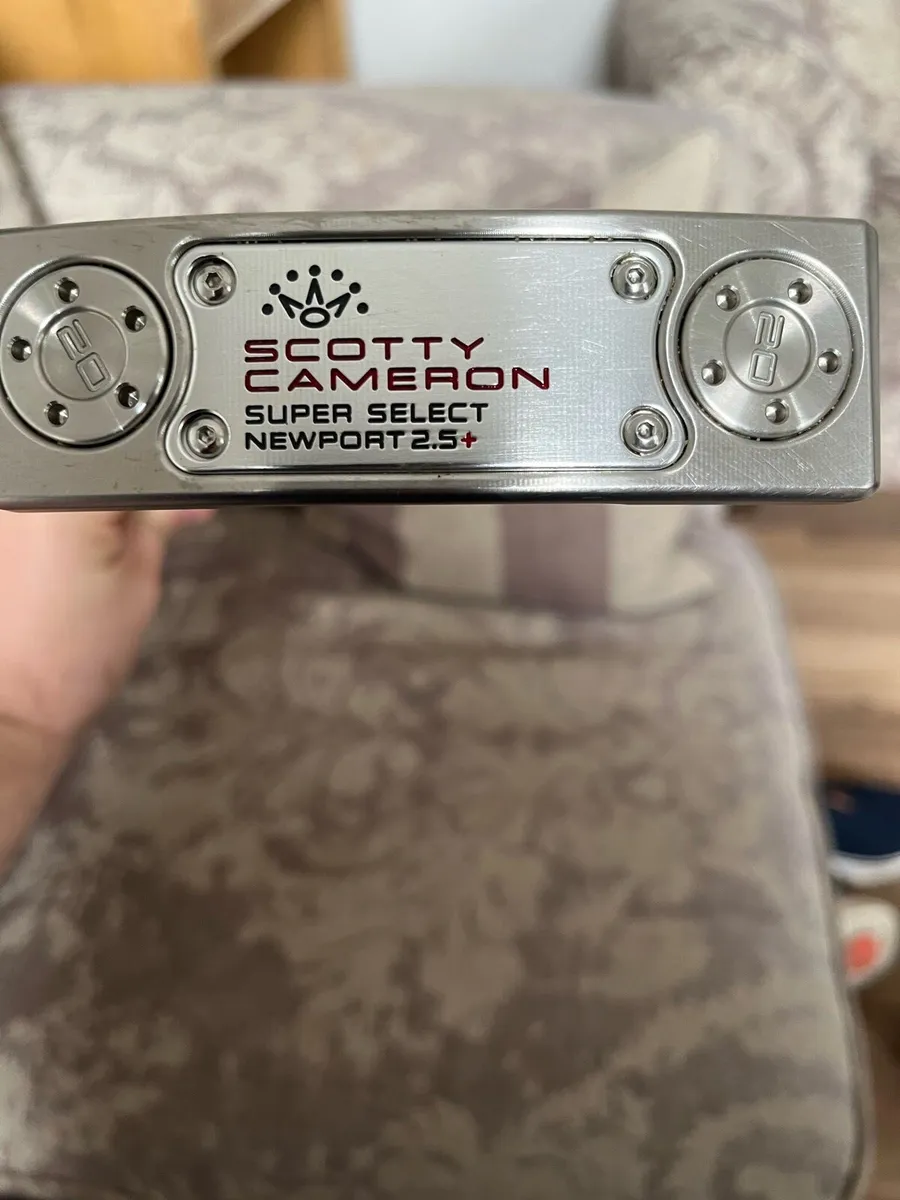 20
SCOTTY
CAMERON
SUPER SELECT
NEWPORT 2.5+
20